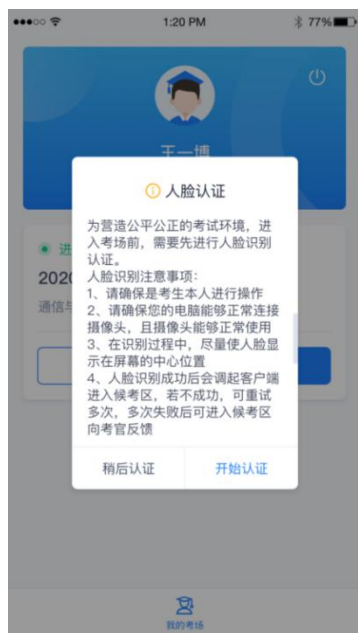 1:20 PM
77%
王一博
人脸认证
为营造公平公正的考试环境，进
入考场前，需要先进行人脸识别
认证。
人脸识别注意事项：
1、请确保是考生本人进行操作
2、请确保您的电脑能够正常连接
摄像头，且摄像头能够正常使用
3、在识别过程中，尽量使人脸显
示在屏幕的中心位置
4、人脸识别成功后会调起客户端
进入候考区，若不成功，可重试
多次，多次失败后可进入候考区
向考官反馈
进
2020
通信与
稍后认证
开始认证
我的考场